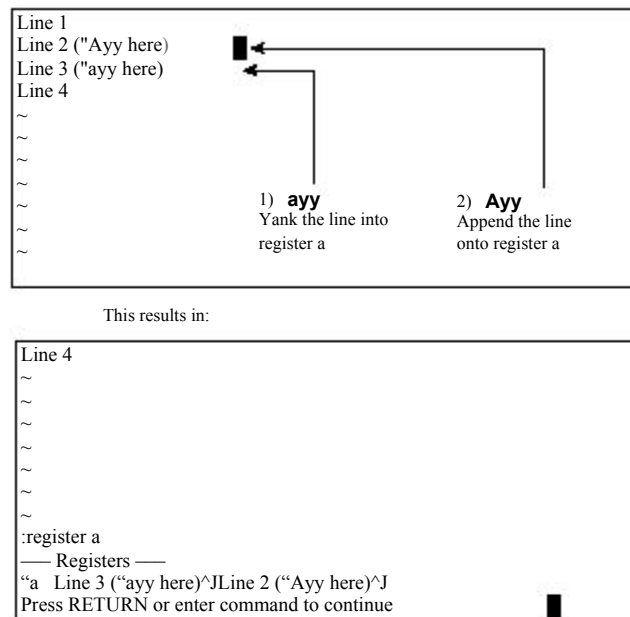 Line 1
Line 2 ("Ayy here)
Line 3 ("ayy here)
Line 4
~
~
~
~
~
~
~
1) ayy
Yank the line into
register a
2) Ayy
Append the line
onto register a
This results in:
Line 4
~
~
~
~
~
~
~
:register a
–— Registers –—
“a Line 3 (“ayy here)^JLine 2 (“Ayy here)^J
Press RETURN or enter command to continue